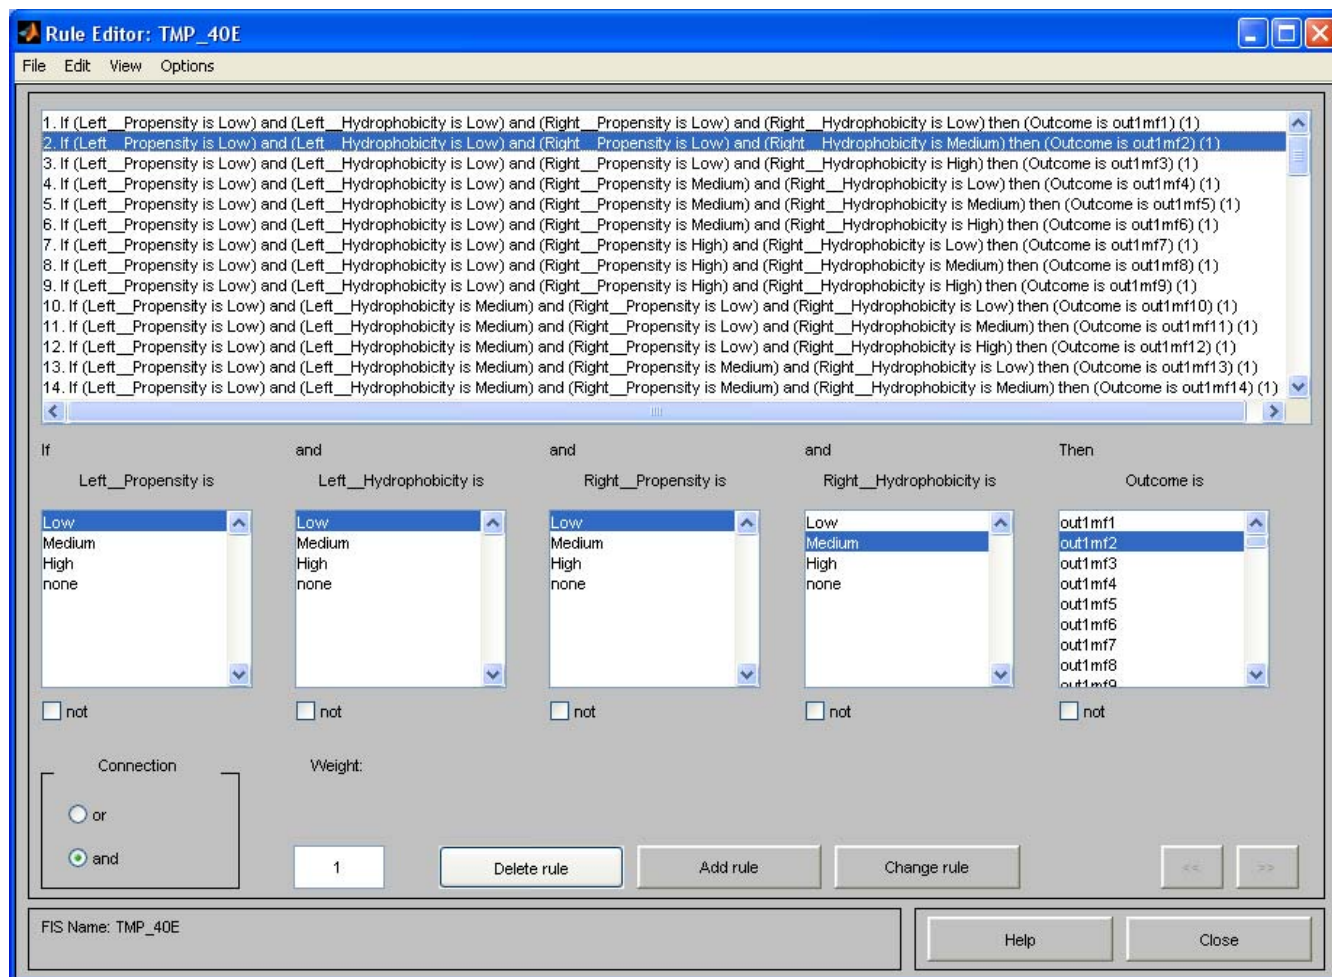 Rule Editor: TMP_40E
File Edit View Options
1. If (Left__Propensity is Low) and (Left__Hydrophobicity is Low) and (Right__Propensity is Low) and (Right__Hydrophobicity is Low) then (Outcome is out1mf1) (1)
2. If (Left__Propensity is Low) and (Left__Hydrophobicity is Low) and (Right__Propensity is Low) and (Right__Hydrophobicity is Medium) then (Outcome is out1mf2) (1)
3. If (Left__Propensity is Low) and (Left__Hydrophobicity is Low) and (Right__Propensity is Low) and (Right__Hydrophobicity is High) then (Outcome is out1mf3) (1)
4. If (Left__Propensity is Low) and (Left__Hydrophobicity is Low) and (Right__Propensity is Medium) and (Right__Hydrophobicity is Low) then (Outcome is out1mf4) (1)
5. If (Left__Propensity is Low) and (Left__Hydrophobicity is Low) and (Right__Propensity is Medium) and (Right__Hydrophobicity is Medium) then (Outcome is out1mf5) (1)
6. If (Left__Propensity is Low) and (Left__Hydrophobicity is Low) and (Right__Propensity is Medium) and (Right__Hydrophobicity is High) then (Outcome is out1mf6) (1)
7. If (Left__Propensity is Low) and (Left__Hydrophobicity is Low) and (Right__Propensity is High) and (Right__Hydrophobicity is Low) then (Outcome is out1mf7) (1)
8. If (Left__Propensity is Low) and (Left__Hydrophobicity is Low) and (Right__Propensity is High) and (Right__Hydrophobicity is Medium) then (Outcome is out1mf8) (1)
9. If (Left__Propensity is Low) and (Left__Hydrophobicity is Low) and (Right__Propensity is High) and (Right__Hydrophobicity is High) then (Outcome is out1mf9) (1)
10. If (Left__Propensity is Low) and (Left__Hydrophobicity is Medium) and (Right__Propensity is Low) and (Right__Hydrophobicity is Low) then (Outcome is out1mf10) (1)
11. If (Left__Propensity is Low) and (Left__Hydrophobicity is Medium) and (Right__Propensity is Low) and (Right__Hydrophobicity is Medium) then (Outcome is out1mf11) (1)
12. If (Left__Propensity is Low) and (Left__Hydrophobicity is Medium) and (Right__Propensity is Low) and (Right__Hydrophobicity is High) then (Outcome is out1mf12) (1)
13. If (Left__Propensity is Low) and (Left__Hydrophobicity is Medium) and (Right__Propensity is Medium) and (Right__Hydrophobicity is Low) then (Outcome is out1mf13) (1)
14. If (Left__Propensity is Low) and (Left__Hydrophobicity is Medium) and (Right__Propensity is Medium) and (Right__Hydrophobicity is Medium) then (Outcome is out1mf14) (1)
If and and and Then
Left__Propensity is Left__Hydrophobicity is Right__Propensity is Right__Hydrophobicity is Outcome is
Low Low Low Low out1mf1
Medium Medium Medium Medium out1mf2
High High High High out1mf3
none none none none out1mf4
out1mf5
out1mf6
out1mf7
out1mf8
out1mf9
not not not not not
Connection Weight:
or
and 1 Delete rule Add rule Change rule << >>
FIS Name: TMP_40E Help Close